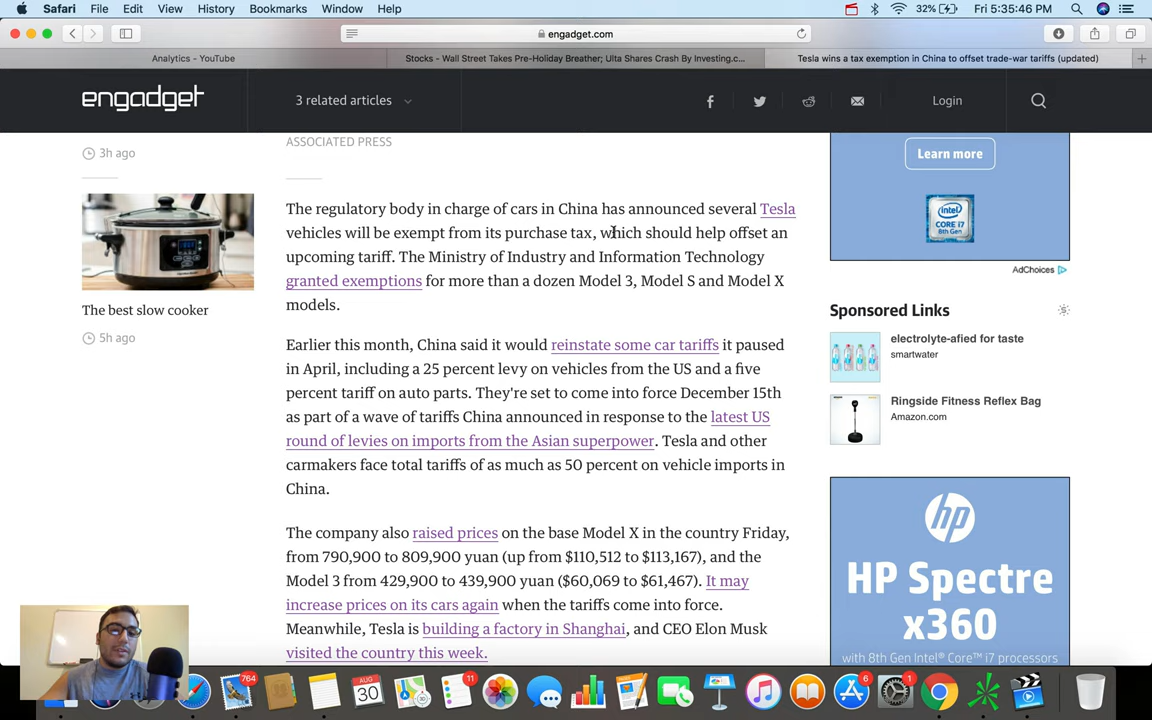 Safari File Edit View History Bookmarks Window Help 32% Fri 5:35:46 PM
engadget.com
Analytics - YouTube
Stocks - Wall Street Takes Pre-Holiday Breather; Ulta Shares Crash By Investing.c...
Tesla wins a tax exemption in China to offset trade-war tariffs (updated)
engadget
3 related articles
Login
3h ago
The best slow cooker
5h ago
ASSOCIATED PRESS
The regulatory body in charge of cars in China has announced several Tesla
vehicles will be exempt from its purchase tax, which should help offset an
upcoming tariff. The Ministry of Industry and Information Technology
granted exemptions for more than a dozen Model 3, Model S and Model X
models.
Earlier this month, China said it would reinstate some car tariffs it paused
in April, including a 25 percent levy on vehicles from the US and a five
percent tariff on auto parts. They're set to come into force December 15th
as part of a wave of tariffs China announced in response to the latest US
round of levies on imports from the Asian superpower. Tesla and other
carmakers face total tariffs of as much as 50 percent on vehicle imports in
China.
The company also raised prices on the base Model X in the country Friday,
from 790,900 to 809,900 yuan (up from $110,512 to $113,167), and the
Model 3 from 429,900 to 439,900 yuan ($60,069 to $61,467). It may
increase prices on its cars again when the tariffs come into force.
Meanwhile, Tesla is building a factory in Shanghai, and CEO Elon Musk
visited the country this week.
Learn more
intel
CORE i7
8th Gen
AdChoices
Sponsored Links
electrolyte-afied for taste
smartwater
Ringside Fitness Reflex Bag
Amazon.com
hp
HP Spectre
x360
with 8th Gen Intel® Core™ i7 processors
764
AUG
30
11
6
1